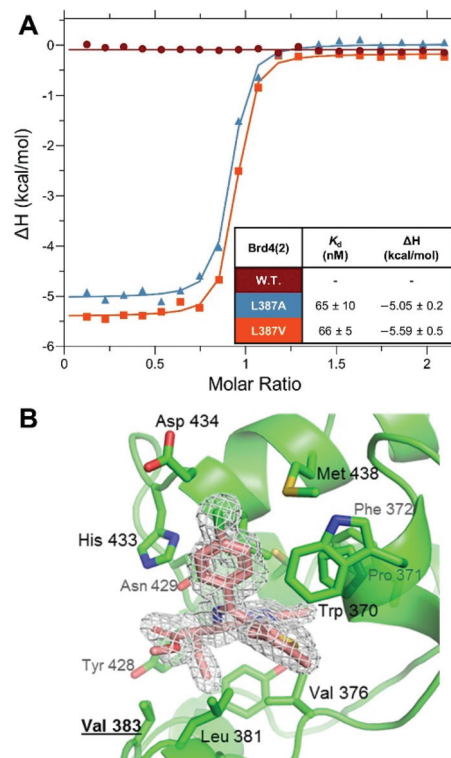 A
0
-1
-2
-3
-4
-5
-6
ΔH (kcal/mol)
Brd4(2) Kd (nM) ΔH (kcal/mol)
W.T. - -
L387A 65 ± 10 −5.05 ± 0.2
L387V 66 ± 5 −5.59 ± 0.5
0 0.5 1 1.5 2
Molar Ratio
B
Asp 434
Met 438
Phe 372
His 433
Pro 371
Asn 429
Trp 370
Tyr 428
Val 376
Val 383
Leu 381